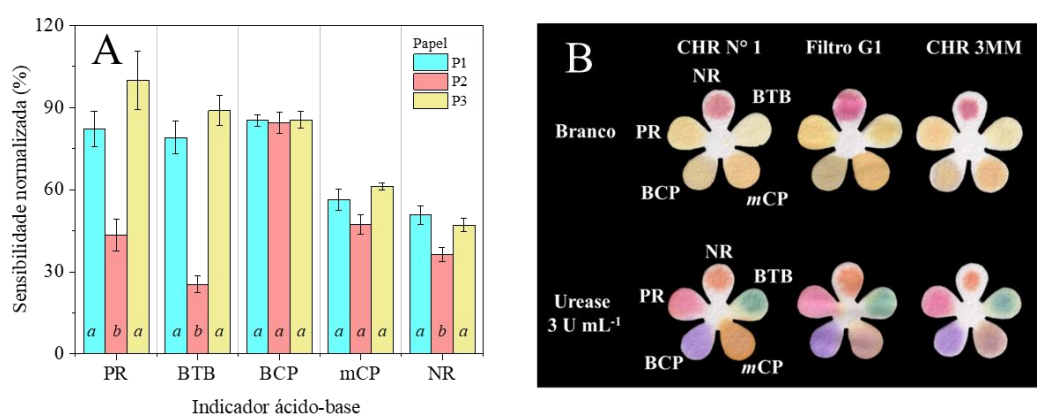 A
Sensibilidade normalizada (%)
120
90
60
30
0
Papel
P1
P2
P3
a b a
a b a
a a a
a a a
a b a
PR BTB BCP mCP NR
Indicador ácido-base
B
CHR N° 1 Filtro G1 CHR 3MM
NR
BTB
Branco PR
BCP
mCP
NR
BTB
PR
Urease
3 U mL-1
BCP
mCP